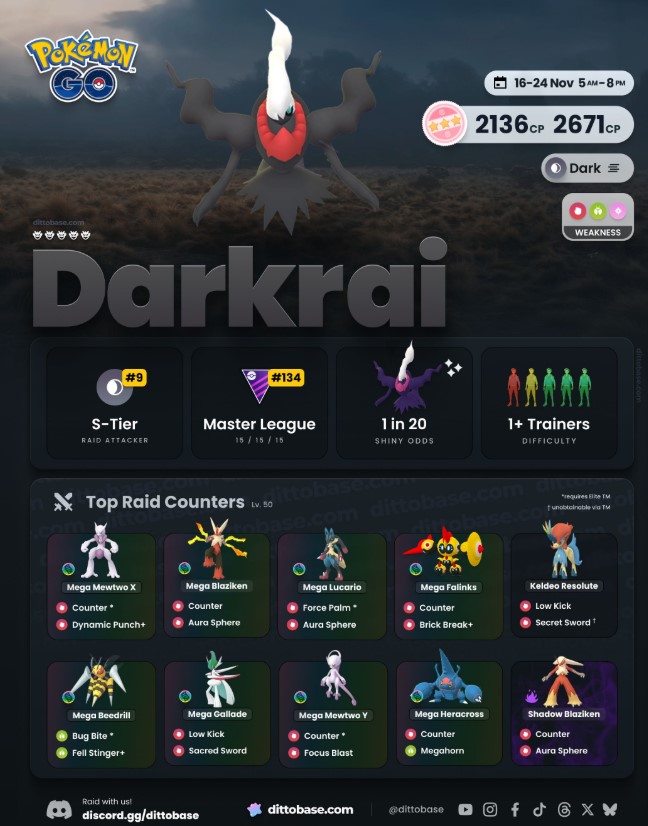 POKÉMON
GO
16-24 Nov 5AM-8PM
2136CP 2671CP
Dark
WEAKNESS
dittobase.com
Darkrai
#9
S-Tier
RAID ATTACKER
#134
Master League
15 / 15 / 15
1 in 20
SHINY ODDS
1+ Trainers
DIFFICULTY
Top Raid Counters Lv. 50
*requires Elite TM
† unobtainable via TM
Mega Mewtwo X
Counter *
Dynamic Punch+
Mega Blaziken
Counter
Aura Sphere
Mega Lucario
Force Palm *
Aura Sphere
Mega Falinks
Counter
Brick Break+
Keldeo Resolute
Low Kick
Secret Sword †
Mega Beedrill
Bug Bite *
Fell Stinger+
Mega Gallade
Low Kick
Sacred Sword
Mega Mewtwo Y
Counter *
Focus Blast
Mega Heracross
Counter
Megahorn
Shadow Blaziken
Counter
Aura Sphere
Raid with us!
discord.gg/dittobase
dittobase.com
@dittobase